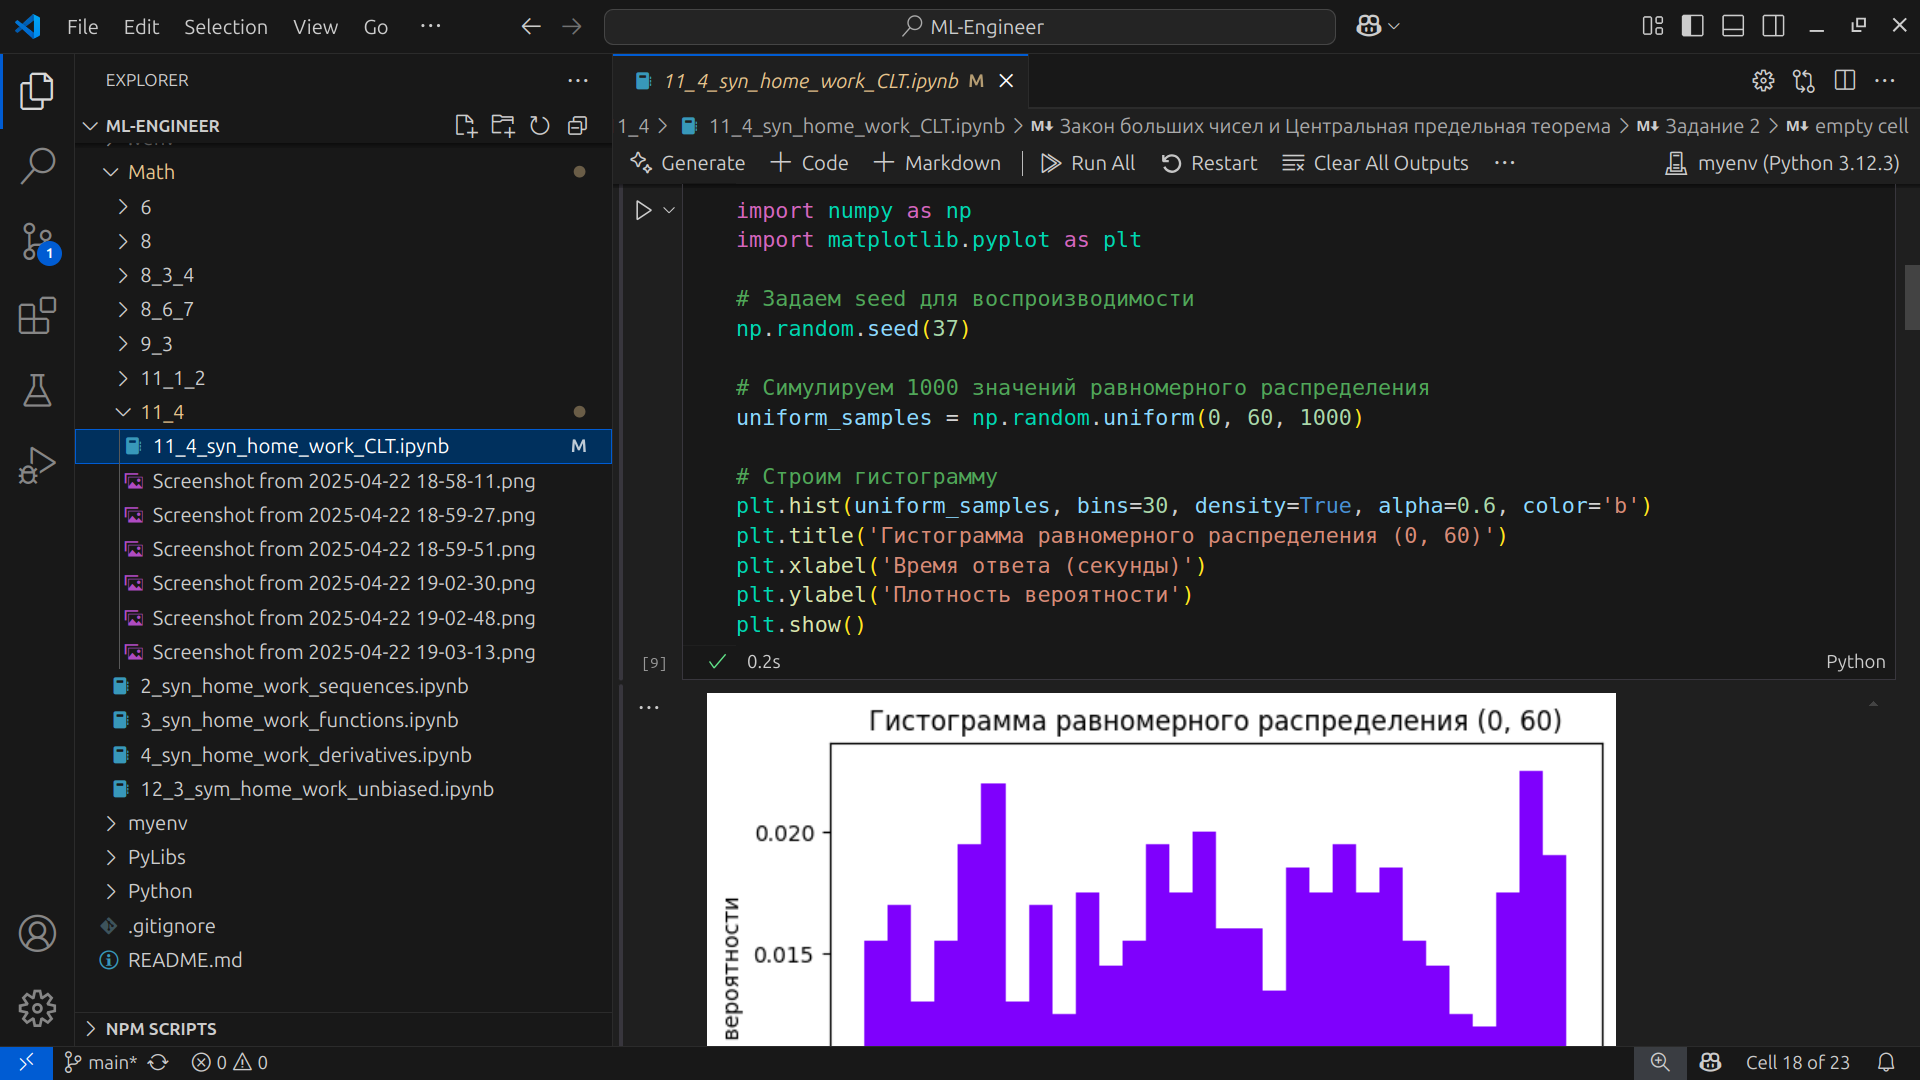 File Edit Selection View Go ··· ML-Engineer
EXPLORER
ML-ENGINEER
Math
6
8
8_3_4
8_6_7
9_3
11_1_2
11_4
11_4_syn_home_work_CLT.ipynb M
Screenshot from 2025-04-22 18-58-11.png
Screenshot from 2025-04-22 18-59-27.png
Screenshot from 2025-04-22 18-59-51.png
Screenshot from 2025-04-22 19-02-30.png
Screenshot from 2025-04-22 19-02-48.png
Screenshot from 2025-04-22 19-03-13.png
2_syn_home_work_sequences.ipynb
3_syn_home_work_functions.ipynb
4_syn_home_work_derivatives.ipynb
12_3_sym_home_work_unbiased.ipynb
myenv
PyLibs
Python
.gitignore
README.md
NPM SCRIPTS
1
11_4_syn_home_work_CLT.ipynb M
1_4 > 11_4_syn_home_work_CLT.ipynb > M Закон больших чисел и Центральная предельная теорема > M Задание 2 > M empty cell
Generate + Code + Markdown | Run All Restart Clear All Outputs ··· myenv (Python 3.12.3)
import numpy as np
import matplotlib.pyplot as plt
# Задаем seed для воспроизводимости
np.random.seed(37)
# Симулируем 1000 значений равномерного распределения
uniform_samples = np.random.uniform(0, 60, 1000)
# Строим гистограмму
plt.hist(uniform_samples, bins=30, density=True, alpha=0.6, color='b')
plt.title('Гистограмма равномерного распределения (0, 60)')
plt.xlabel('Время ответа (секунды)')
plt.ylabel('Плотность вероятности')
plt.show()
[9] 0.2s Python
Гистограмма равномерного распределения (0, 60)
0.020
0.015
вероятности
main* 0 0 Cell 18 of 23